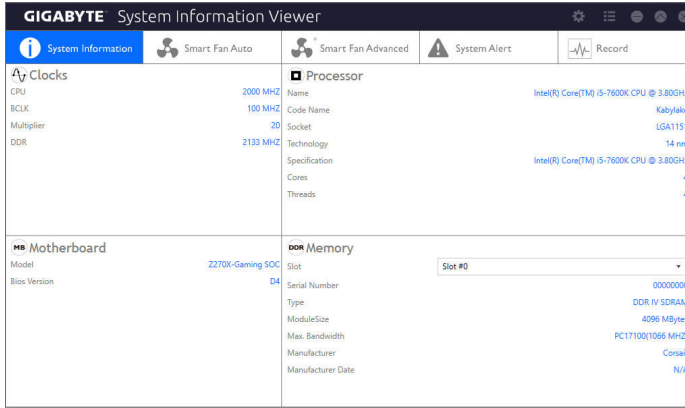 GIGABYTE™ System Information Viewer
System Information
Smart Fan Auto
Smart Fan Advanced
System Alert
Record
Clocks
CPU 2000 MHZ
BCLK 100 MHZ
Multiplier 20
DDR 2133 MHZ
Processor
Name Intel(R) Core(TM) i5-7600K CPU @ 3.80GH
Code Name Kabylak
Socket LGA115
Technology 14 nm
Specification Intel(R) Core(TM) i5-7600K CPU @ 3.80GH
Cores
Threads
MB Motherboard
Model Z270X-Gaming SOC
Bios Version D4
DDR Memory
Slot Slot #0
Serial Number 0000000
Type DDR IV SDRAM
ModuleSize 4096 MByte
Max. Bandwidth PC17100(1066 MHZ
Manufacturer Corsai
Manufacturer Date N/A